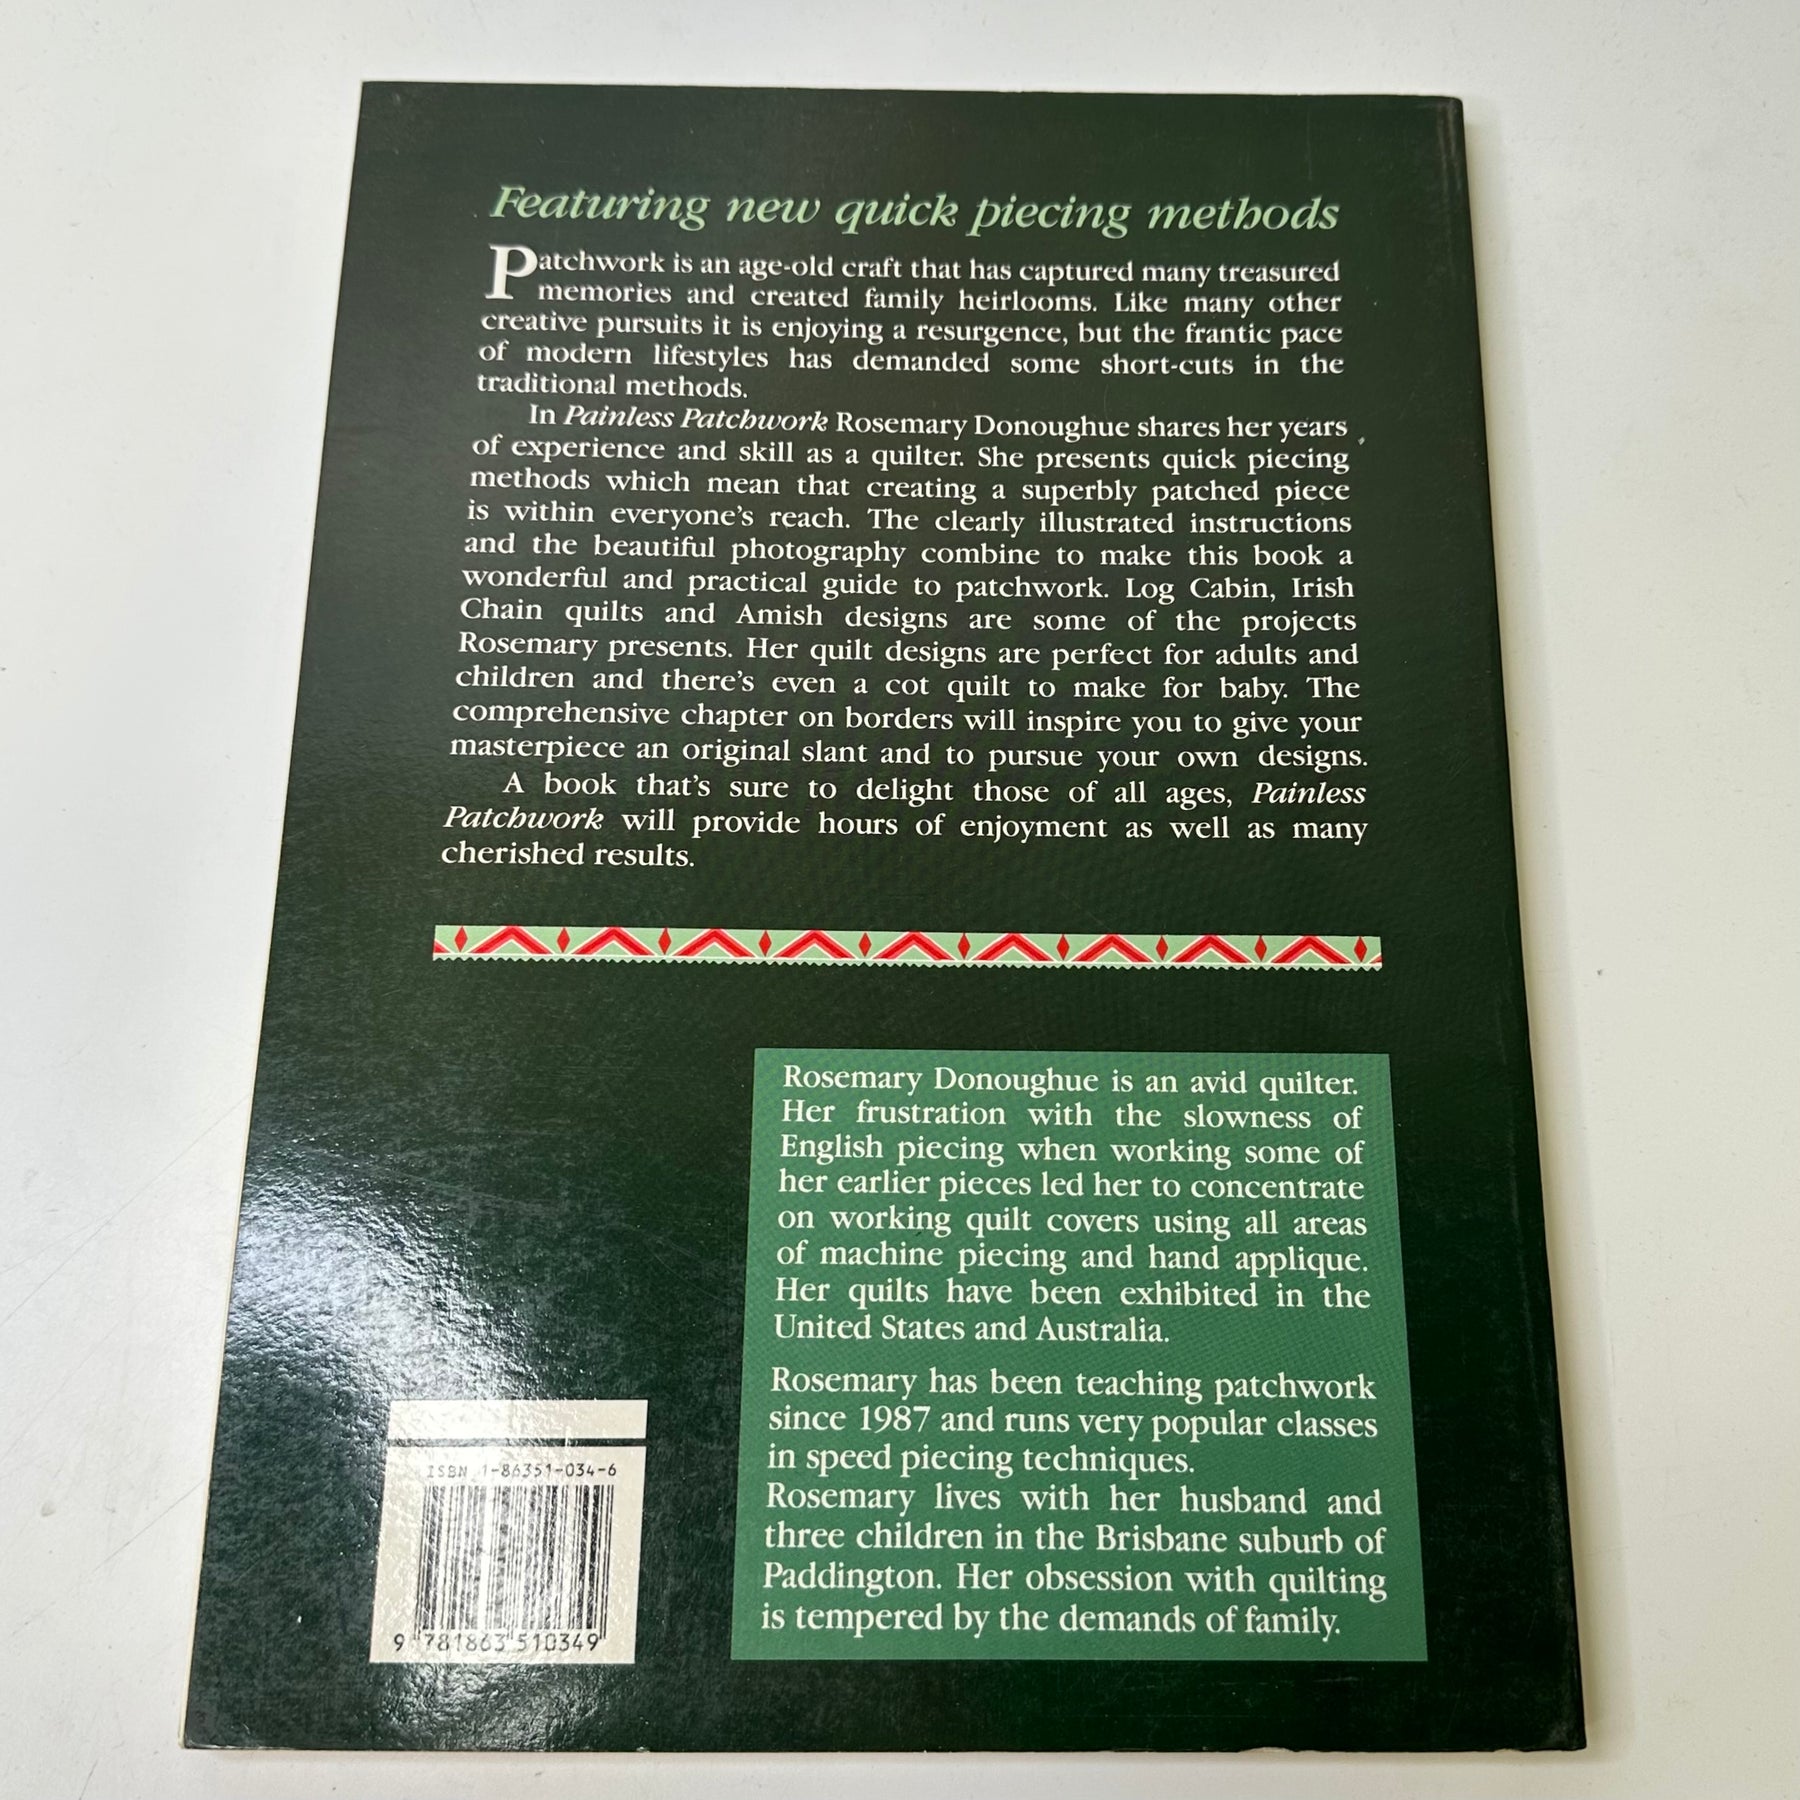 Featuring new quick piecing methods
Patchwork is an age-old craft that has captured many treasured
memories and created family heirlooms. Like many other
creative pursuits it is enjoying a resurgence, but the frantic pace
of modern lifestyles has demanded some short-cuts in the
traditional methods.
In Painless Patchwork Rosemary Donoughue shares her years
of experience and skill as a quilter. She presents quick piecing
methods which mean that creating a superbly patched piece
is within everyone's reach. The clearly illustrated instructions
and the beautiful photography combine to make this book a
wonderful and practical guide to patchwork. Log Cabin, Irish
Chain quilts and Amish designs are some of the projects
Rosemary presents. Her quilt designs are perfect for adults and
children and there's even a cot quilt to make for baby. The
comprehensive chapter on borders will inspire you to give your
masterpiece an original slant and to pursue your own designs.
A book that's sure to delight those of all ages, Painless
Patchwork will provide hours of enjoyment as well as many
cherished results.
Rosemary Donoughue is an avid quilter.
Her frustration with the slowness of
English piecing when working some of
her earlier pieces led her to concentrate
on working quilt covers using all areas
of machine piecing and hand applique.
Her quilts have been exhibited in the
United States and Australia.
Rosemary has been teaching patchwork
since 1987 and runs very popular classes
in speed piecing techniques.
Rosemary lives with her husband and
three children in the Brisbane suburb of
Paddington. Her obsession with quilting
is tempered by the demands of family.
ISBN 1-86351-034-6
9 781863 510349